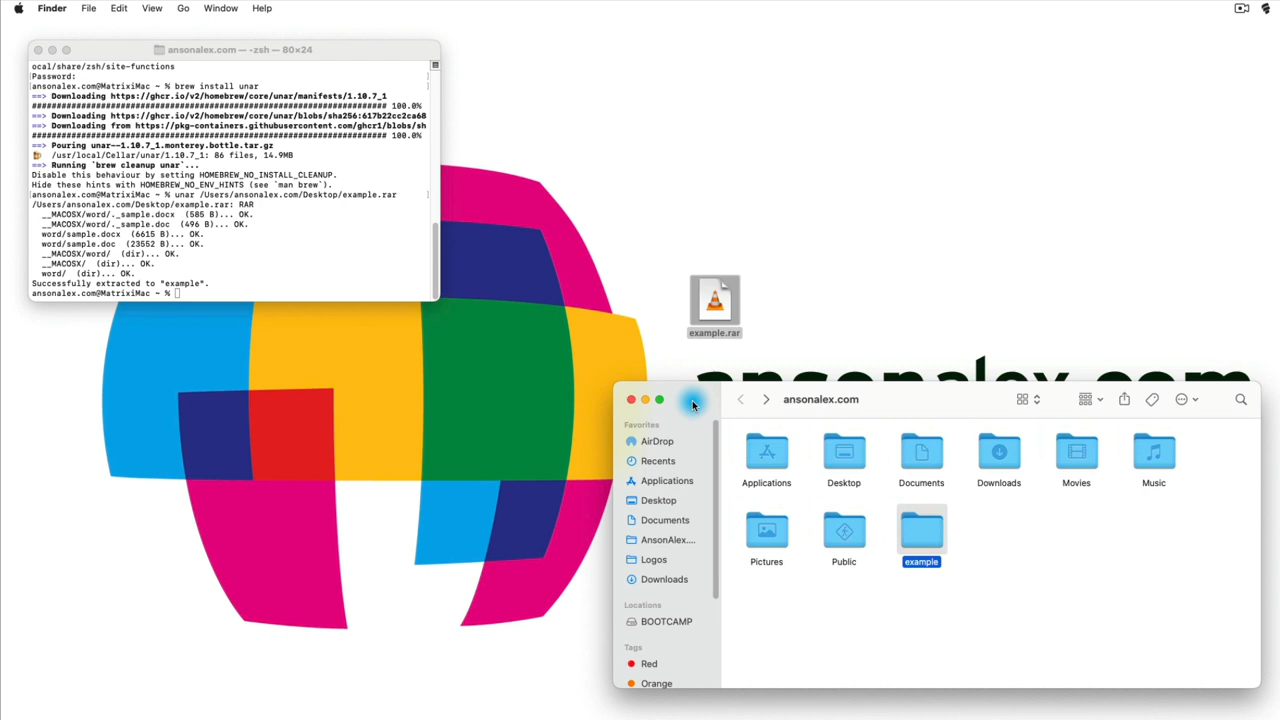 Finder File Edit View Go Window Help
ansonalex.com — -zsh — 80×24
ocal/share/zsh/site-functions
Password:
ansonalex.com@MatrixiMac ~ % brew install unar
==> Downloading https://ghcr.io/v2/homebrew/core/unar/manifests/1.10.7_1
######################################################################## 100.0%
==> Downloading https://ghcr.io/v2/homebrew/core/unar/blobs/sha256:617b22cc2ca68
==> Downloading from https://pkg-containers.githubusercontent.com/ghcr1/blobs/sh
######################################################################## 100.0%
==> Pouring unar--1.10.7_1.monterey.bottle.tar.gz
🍺  /usr/local/Cellar/unar/1.10.7_1: 86 files, 14.9MB
==> Running `brew cleanup unar`...
Disable this behaviour by setting HOMEBREW_NO_INSTALL_CLEANUP.
Hide these hints with HOMEBREW_NO_ENV_HINTS (see `man brew`).
ansonalex.com@MatrixiMac ~ % unar /Users/ansonalex.com/Desktop/example.rar
/Users/ansonalex.com/Desktop/example.rar: RAR
__MACOSX/word/._sample.docx (585 B)... OK.
__MACOSX/word/._sample.doc (496 B)... OK.
word/sample.docx (6615 B)... OK.
word/sample.doc (23552 B)... OK.
__MACOSX/word/ (dir)... OK.
__MACOSX/ (dir)... OK.
word/ (dir)... OK.
Successfully extracted to "example".
ansonalex.com@MatrixiMac ~ %
example.rar
ansonalex.com
ansonalex.com
Favorites
AirDrop
Recents
Applications
Desktop
Documents
AnsonAlex....
Logos
Downloads
Locations
BOOTCAMP
Tags
Red
Orange
Applications Desktop Documents Downloads Movies Music
Pictures Public example